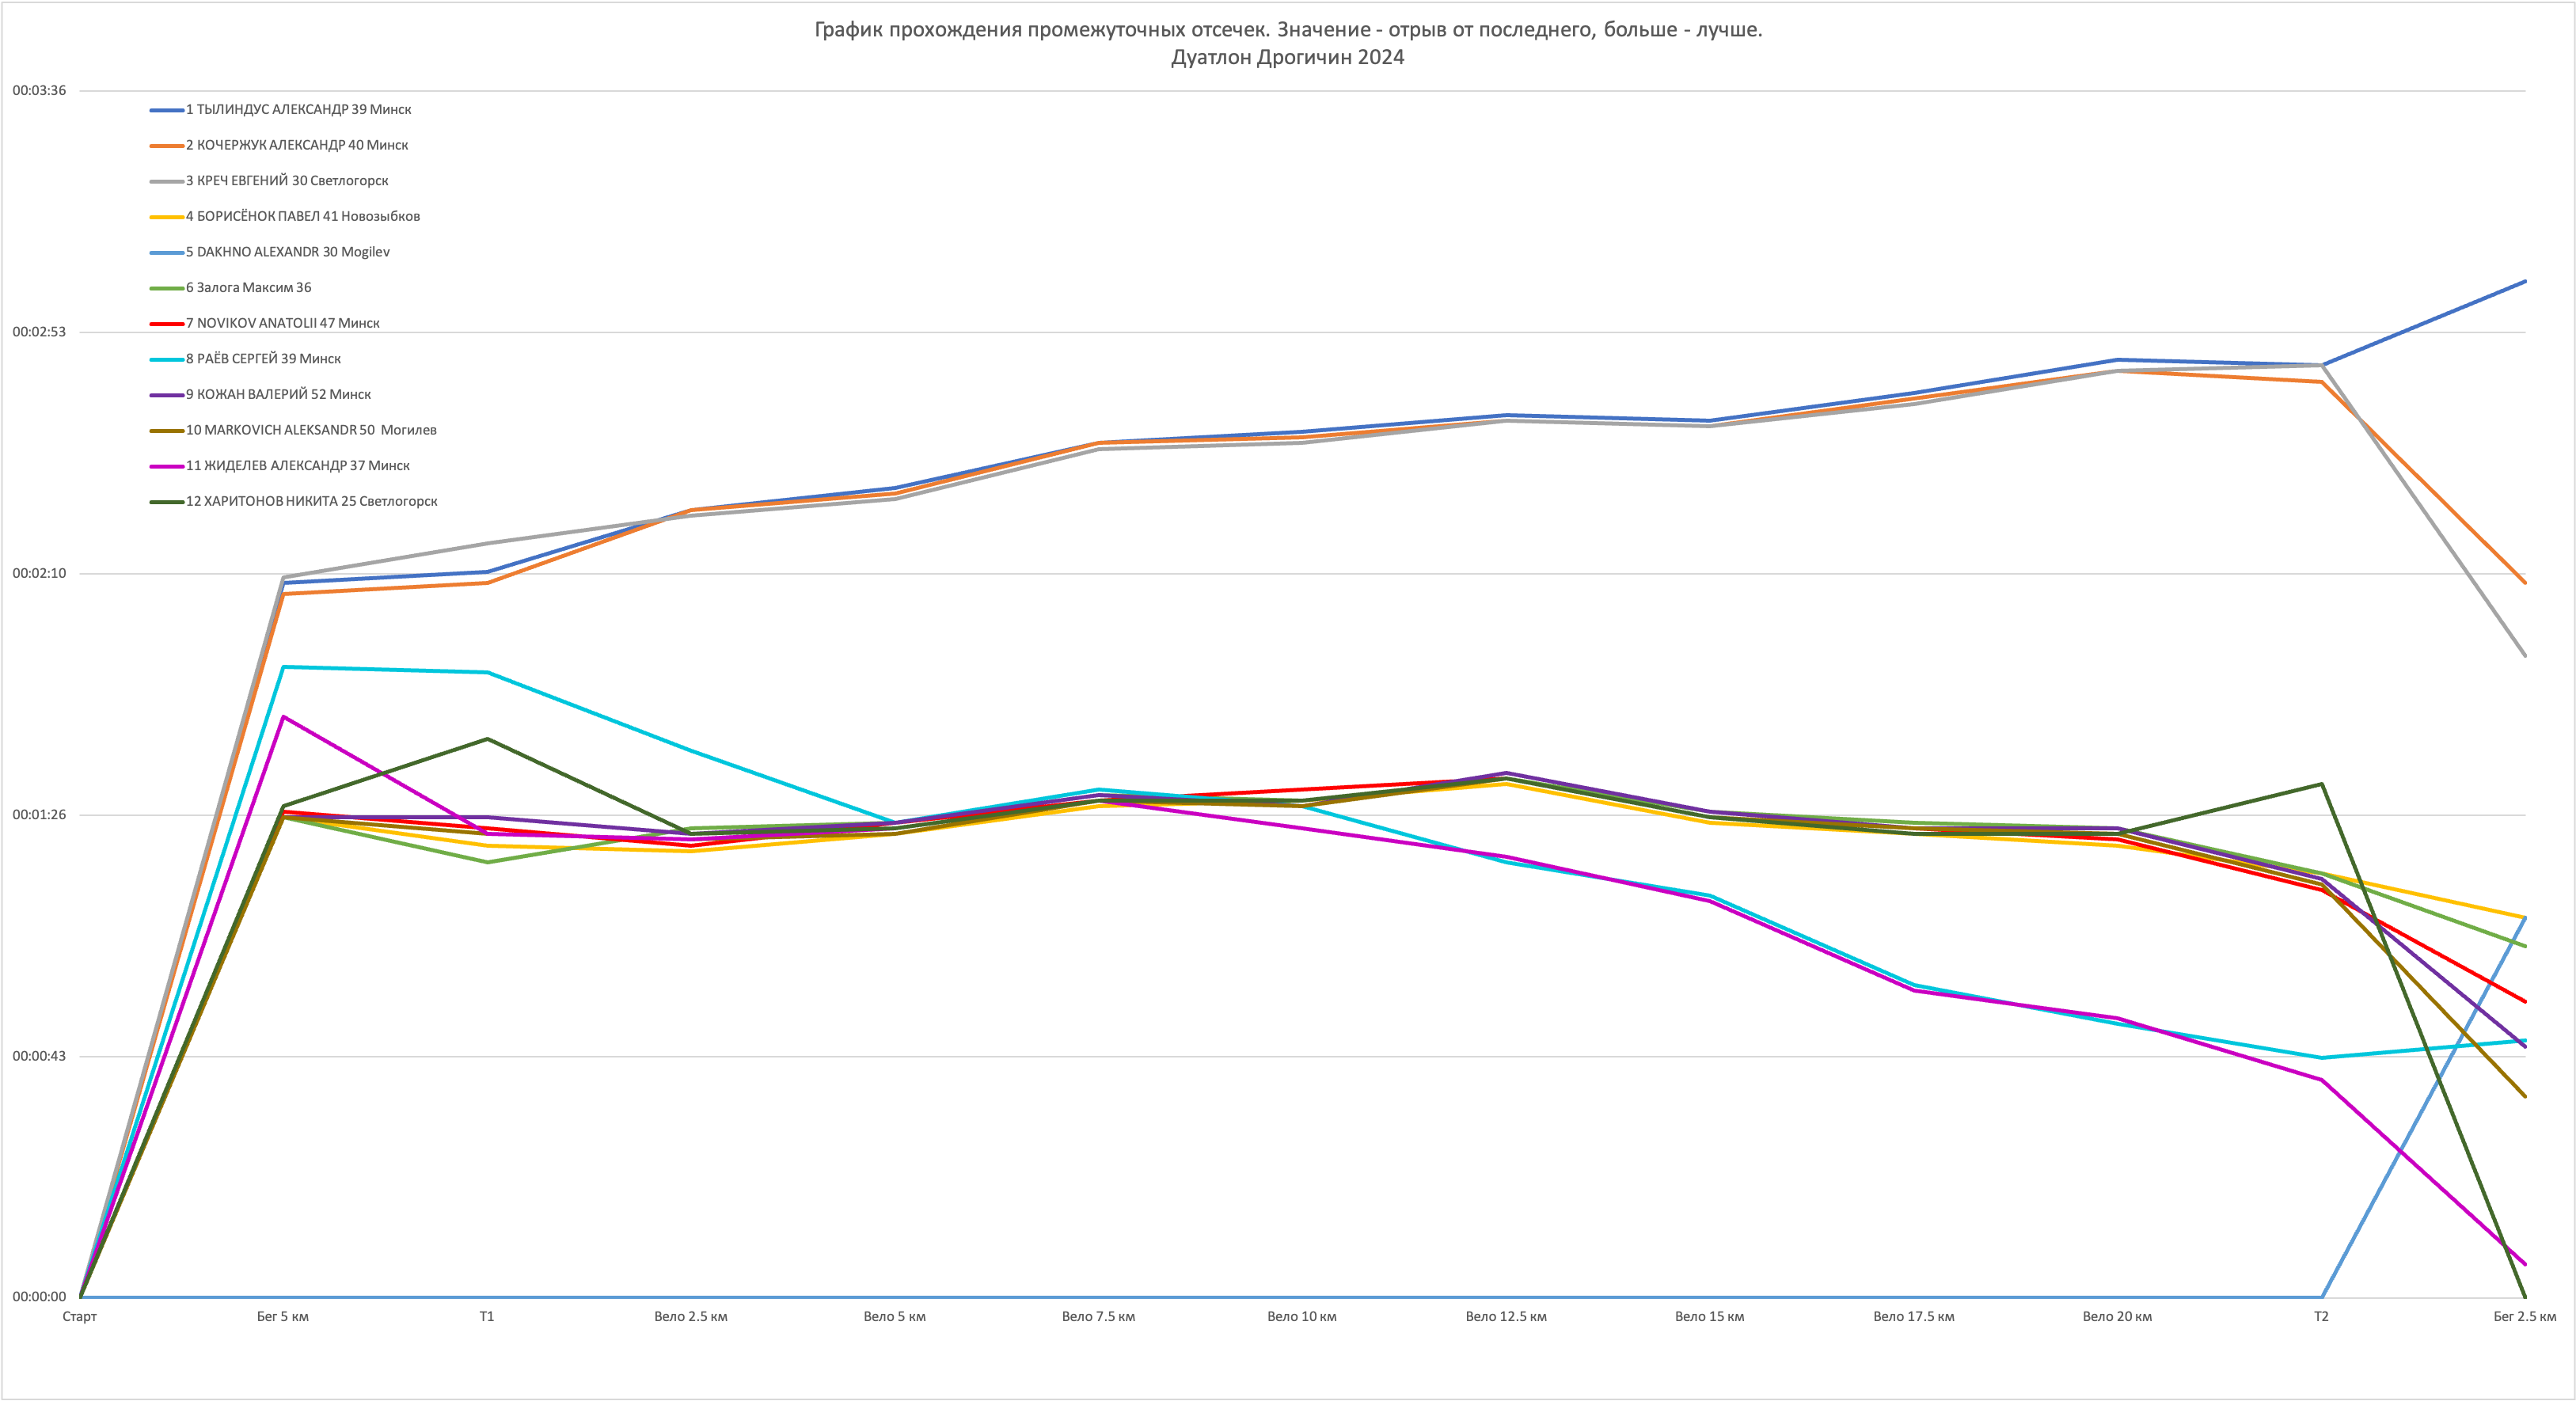 График прохождения промежуточных отсечек. Значение - отрыв от последнего, больше - лучше.
Дуатлон Дрогичин 2024
00:03:36
1 ТЫЛИНДУС АЛЕКСАНДР 39 Минск
2 КОЧЕРЖУК АЛЕКСАНДР 40 Минск
3 КРЕЧ ЕВГЕНИЙ 30 Светлогорск
4 БОРИСЁНОК ПАВЕЛ 41 Новозыбков
5 DAKHNO ALEXANDR 30 Mogilev
6 Залога Максим 36
7 NOVIKOV ANATOLII 47 Минск
00:02:53
8 РАЁВ СЕРГЕЙ 39 Минск
9 КОЖАН ВАЛЕРИЙ 52 Минск
10 MARKOVICH ALEKSANDR 50 Могилев
11 ЖИДЕЛЕВ АЛЕКСАНДР 37 Минск
12 ХАРИТОНОВ НИКИТА 25 Светлогорск
00:02:10
00:01:26
00:00:43
00:00:00
Старт Бег 5 км Т1 Вело 2.5 км Вело 5 км Вело 7.5 км Вело 10 км Вело 12.5 км Вело 15 км Вело 17.5 км Вело 20 км Т2 Бег 2.5 км